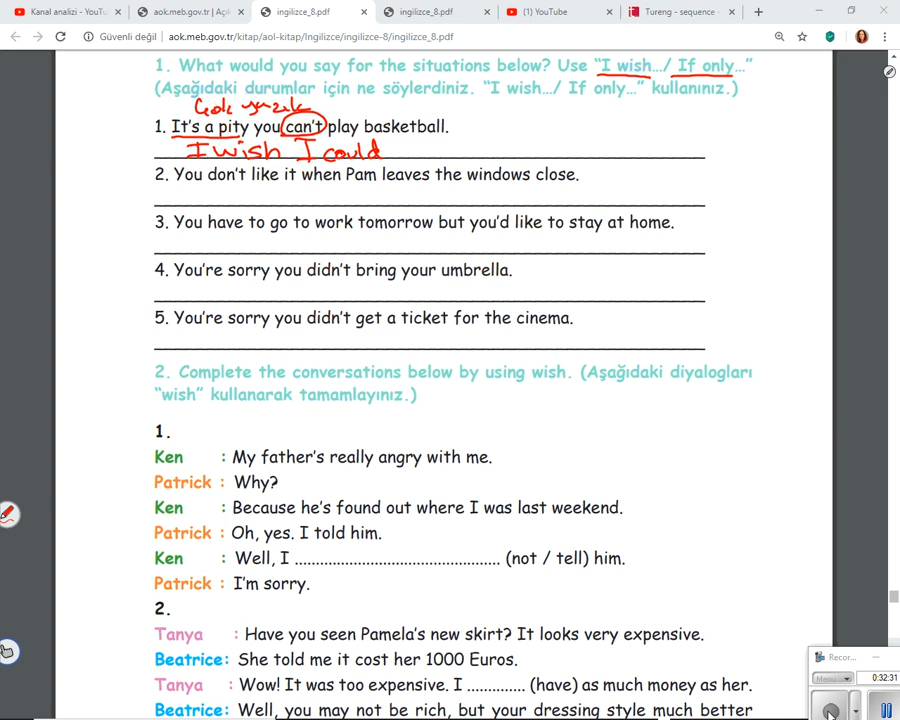 Kanal analizi - YouTu
aok.meb.gov.tr | Açık
ingilizce_8.pdf
ingilizce_8.pdf
(1) YouTube
Tureng - sequence -
Güvenli değil
aok.meb.gov.tr/kitap/aol-kitap/Ingilizce/ingilizce-8/ingilizce_8.pdf
1. What would you say for the situations below? Use “I wish…/ If only…”
(Aşağıdaki durumlar için ne söylerdiniz. “I wish…/ If only…” kullanınız.)
Çok yazık
1. It’s a pity you can’t play basketball.
I wish I could
2. You don’t like it when Pam leaves the windows close.
3. You have to go to work tomorrow but you’d like to stay at home.
4. You’re sorry you didn’t bring your umbrella.
5. You’re sorry you didn’t get a ticket for the cinema.
2. Complete the conversations below by using wish. (Aşağıdaki diyalogları
“wish” kullanarak tamamlayınız.)
1.
Ken : My father’s really angry with me.
Patrick : Why?
Ken : Because he’s found out where I was last weekend.
Patrick : Oh, yes. I told him.
Ken : Well, I ................................................. (not / tell) him.
Patrick : I’m sorry.
2.
Tanya : Have you seen Pamela’s new skirt? It looks very expensive.
Beatrice: She told me it cost her 1000 Euros.
Tanya : Wow! It was too expensive. I .............. (have) as much money as her.
Beatrice: Well, you may not be rich, but your dressing style much better
Recor...
Menu
0:32:31